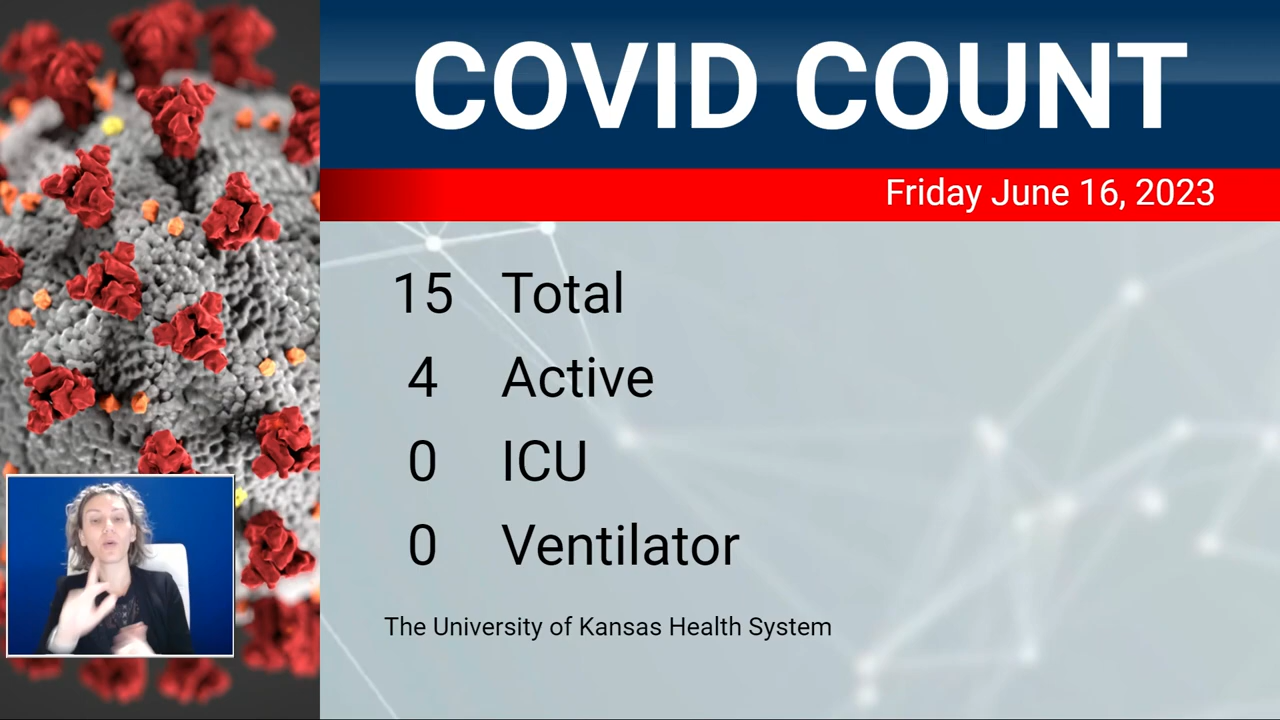 COVID COUNT
Friday June 16, 2023
15 Total
4 Active
0 ICU
0 Ventilator
The University of Kansas Health System